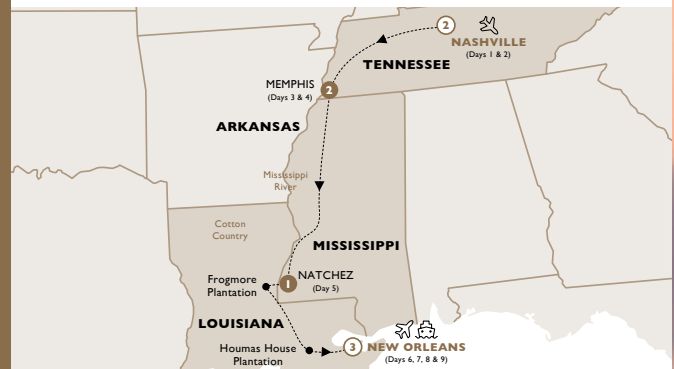 2
NASHVILLE
(Days 1 & 2)
TENNESSEE
MEMPHIS
(Days 3 & 4)
2
ARKANSAS
Mississippi
River
Cotton
Country
MISSISSIPPI
Frogmore
Plantation
1
NATCHEZ
(Day 5)
LOUISIANA
Houmas House
Plantation
3
NEW ORLEANS
(Days 6, 7, 8 & 9)